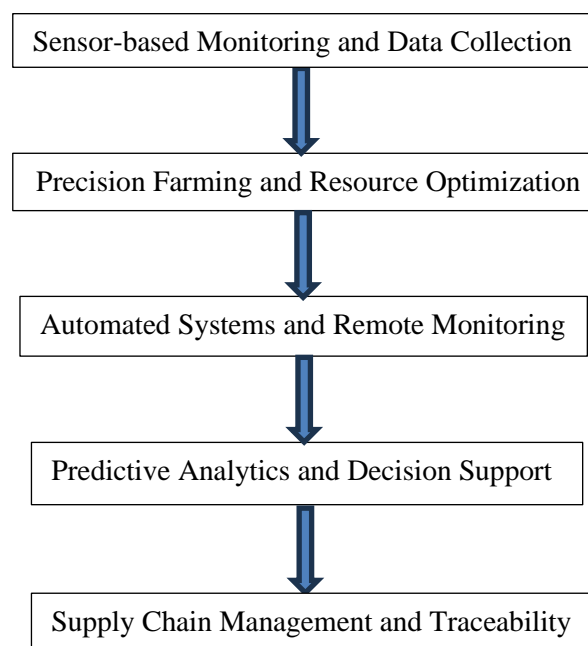 Sensor-based Monitoring and Data Collection
Precision Farming and Resource Optimization
Automated Systems and Remote Monitoring
Predictive Analytics and Decision Support
Supply Chain Management and Traceability